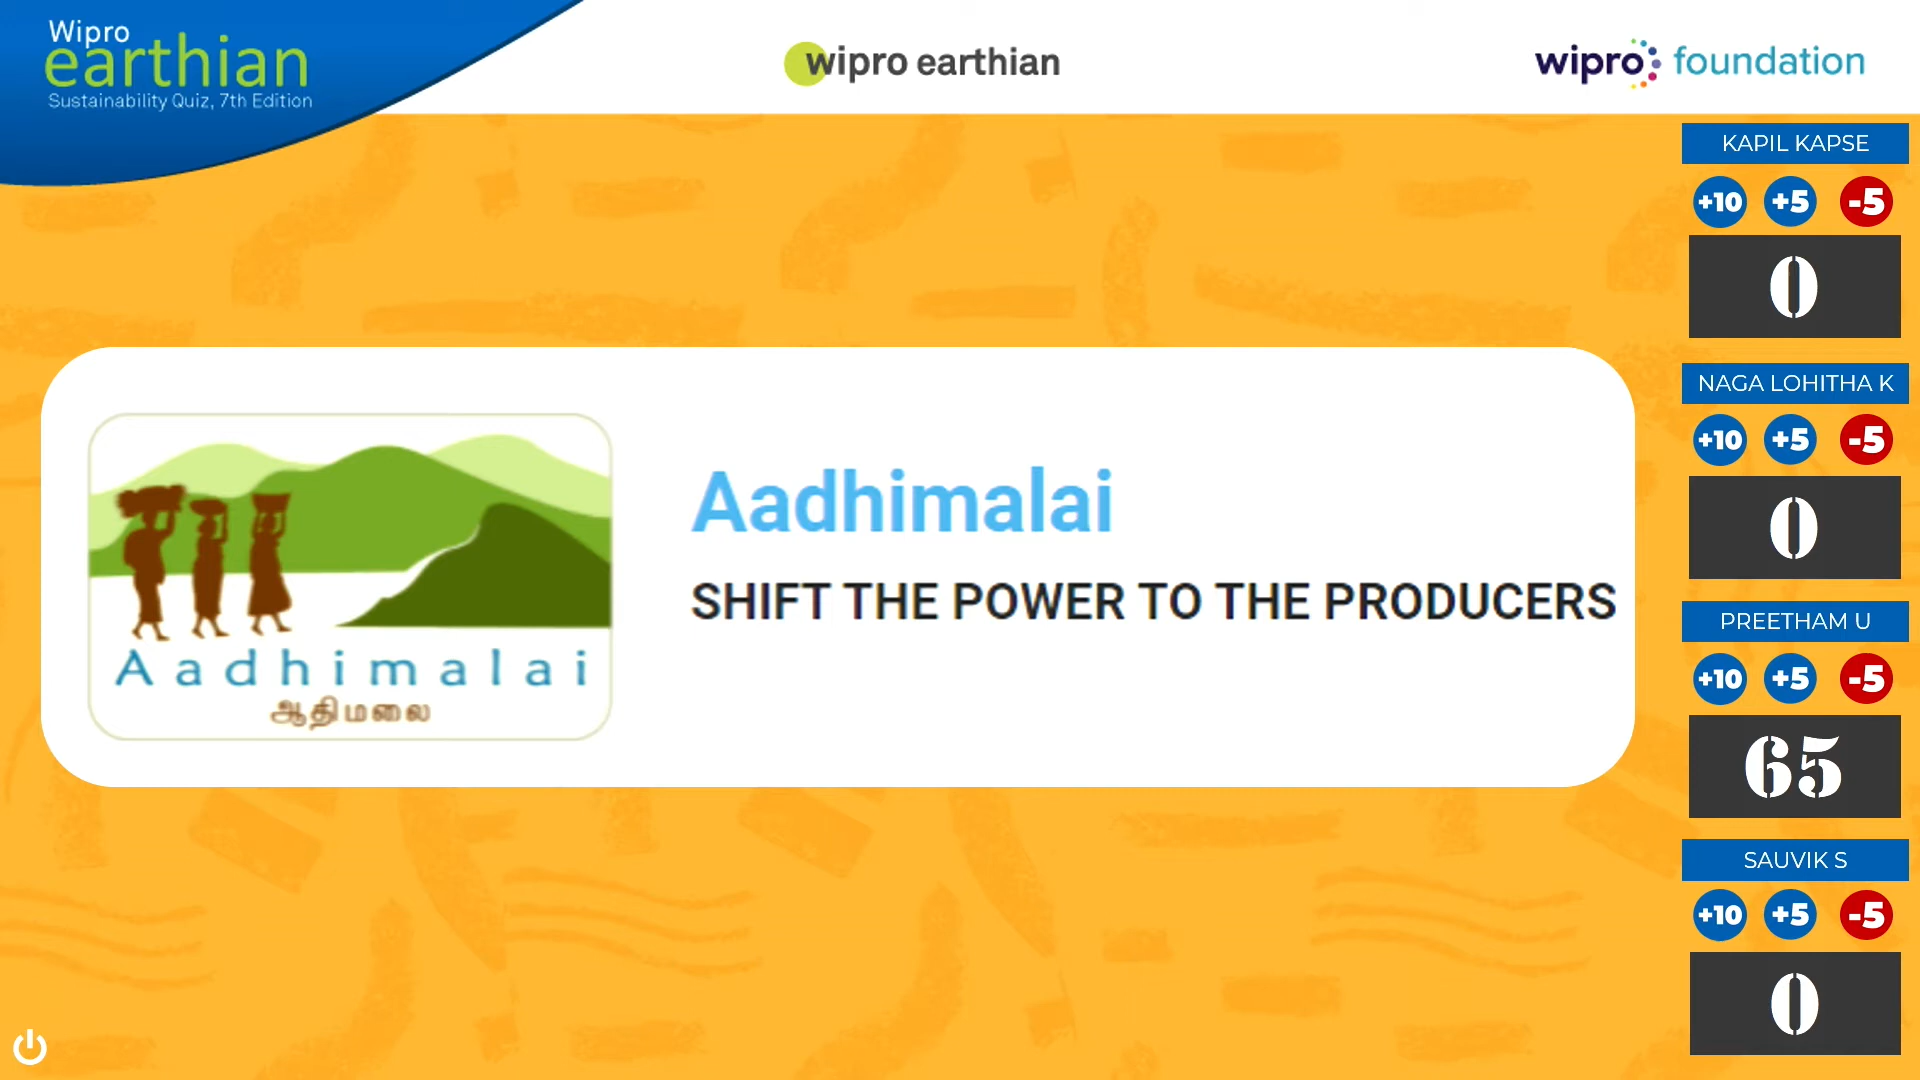 Wipro
earthian
Sustainability Quiz, 7th Edition
wipro earthian
wipro foundation
Aadhimalai
ஆதிமலை
Aadhimalai
SHIFT THE POWER TO THE PRODUCERS
KAPIL KAPSE
+10 +5 -5
0
NAGA LOHITHA K
+10 +5 -5
0
PREETHAM U
+10 +5 -5
65
SAUVIK S
+10 +5 -5
0